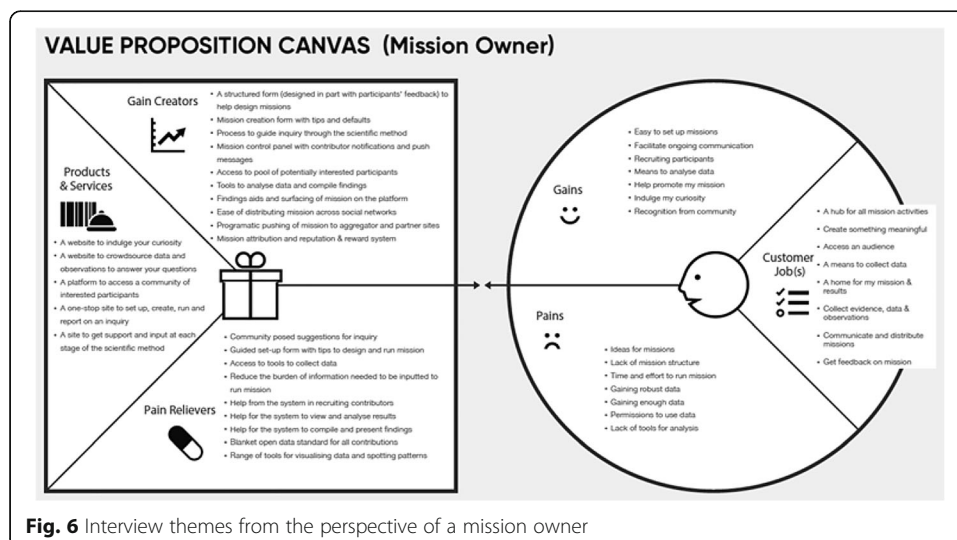 VALUE PROPOSITION CANVAS (Mission Owner)
Gain Creators
• A structured form (designed in part with participants' feedback) to
help design missions
• Mission creation form with tips and defaults
• Process to guide inquiry through the scientific method
• Mission control panel with contributor notifications and push
messages
• Access to pool of potentially interested participants
• Tools to analyse data and compile findings
• Findings aids and surfacing of mission on the platform
• Ease of distributing mission across social networks
• Programatic pushing of mission to aggregator and partner sites
• Mission attribution and reputation & reward system
Products
& Services
• A website to indulge your curiosity
• A website to crowdsource data and
observations to answer your questions
• A platform to access a community of
interested participants
• A one-stop site to set up, create, run and
report on an inquiry
• A site to get support and input at each
stage of the scientific method
Pain Relievers
• Community posed suggestions for inquiry
• Guided set-up form with tips to design and run mission
• Access to tools to collect data
• Reduce the burden of information needed to be inputted to
run mission
• Help from the system in recruiting contributors
• Help for the system to view and analyse results
• Help for the system to compile and present findings
• Blanket open data standard for all contributions
• Range of tools for visualising data and spotting patterns
Gains
• Easy to set up missions
• Facilitate ongoing communication
• Recruiting participants
• Means to analyse data
• Help promote my mission
• Indulge my curiosity
• Recognition from community
Pains
• Ideas for missions
• Lack of mission structure
• Time and effort to run mission
• Gaining robust data
• Gaining enough data
• Permissions to use data
• Lack of tools for analysis
Customer
Job(s)
• A hub for all mission activities
• Create something meaningful
• Access an audience
• A means to collect data
• A home for my mission &
results
• Collect evidence, data &
observations
• Communicate and distribute
missions
• Get feedback on mission
Fig. 6 Interview themes from the perspective of a mission owner